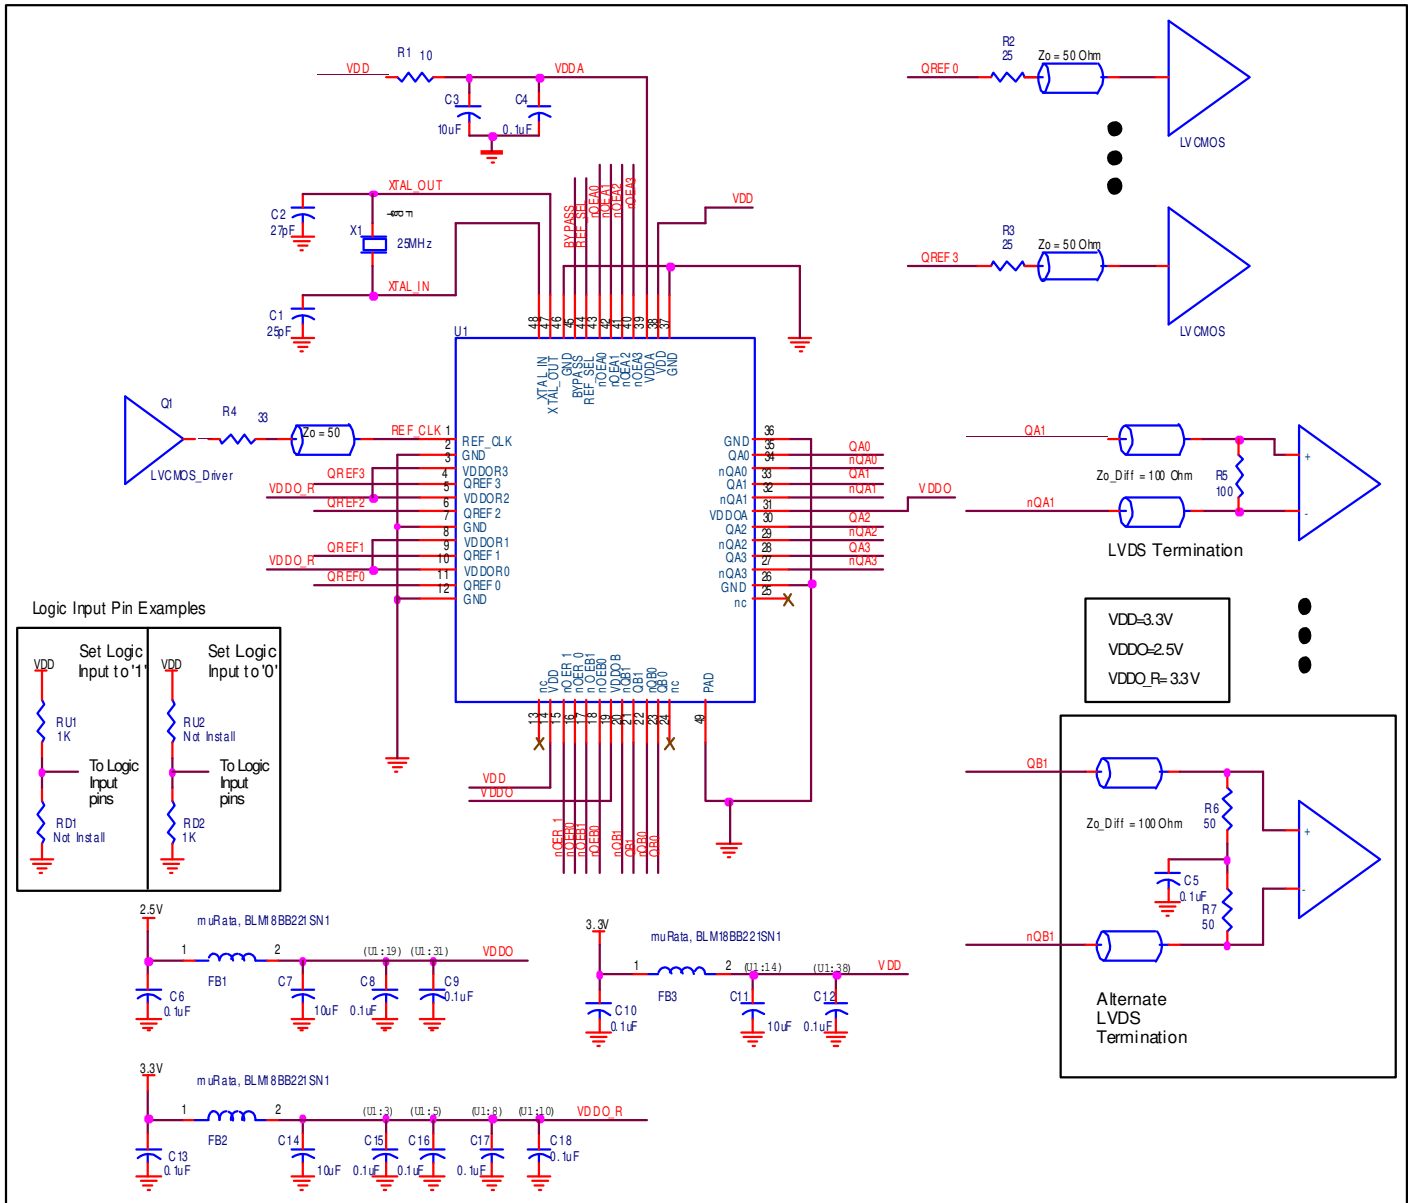 R1 10
VDD
VDDA
C3
10uF
C4
0.1uF
XTAL_OUT
C2
27pF
X1
25MHz
XTAL_IN
C1
25pF
BYPASS
REF_SEL
nOEA0
nOEA1
nOEA2
nOEA3
VDD
QREF0
R2
25
Zo = 50 Ohm
LVCMOS
QREF3
R3
25
Zo = 50 Ohm
LVCMOS
U1
48
47
46
45
44
43
42
41
40
39
38
37
XTAL_IN
XTAL_OUT
GND
BYPASS
REF_SEL
nOEA0
nOEA1
nOEA2
nOEA3
VDDA
VDD
GND
Q1
LVCMOS_Driver
R4
33
Zo = 50
REF_CLK 1
2
3
4
5
6
7
8
9
10
11
12
REF_CLK
GND
VDDOR3
QREF3
VDDOR2
QREF2
GND
VDDOR1
QREF1
VDDOR0
QREF0
GND
QREF3
VDDO_R
QREF2
QREF1
VDDO_R
QREF0
GND
QA0
nQA0
QA1
nQA1
VDDOA
QA2
nQA2
QA3
nQA3
GND
nc
36
35
34
33
32
31
30
29
28
27
26
25
QA0
nQA0
QA1
nQA1
VDDO
QA2
nQA2
QA3
nQA3
QA1
Zo_Diff = 100 Ohm
R5
100
nQA1
+
-
LVDS Termination
VDD=3.3V
VDDO=2.5V
VDDO_R= 3.3V
Logic Input Pin Examples
Set Logic
Input to '1'
VDD
RU1
1K
To Logic
Input
pins
RD1
Not Install
Set Logic
Input to '0'
VDD
RU2
Not Install
To Logic
Input
pins
RD2
1K
nc
VDD
nOER_1
nOER_0
nOEB1
nOEB0
VDDOB
nQB1
QB1
nQB0
QB0
nc
PAD
13
14
15
16
17
18
19
20
21
22
23
24
49
VDD
VDDO
nOER_1
nOER0
nOEB1
nOEB0
nQB1
QB1
nQB0
QB0
QB1
Zo_Diff = 100 Ohm
R6
50
C5
0.1uF
R7
50
nQB1
+
-
Alternate
LVDS
Termination
2.5V
muRata, BLM18BB221SN1
1
2
FB1
(U1:19)
(U1:31)
VDDO
C6
0.1uF
C7
10uF
C8
0.1uF
C9
0.1uF
3.3V
muRata, BLM18BB221SN1
1
2
FB3
(U1:14)
(U1:38)
VDD
C10
0.1uF
C11
10uF
C12
0.1uF
3.3V
muRata, BLM18BB221SN1
1
2
FB2
(U1:3)
(U1:5)
(U1:8)
(U1:10)
VDDO_R
C13
0.1uF
C14
10uF
C15
0.1uF
C16
0.1uF
C17
0.1uF
C18
0.1uF